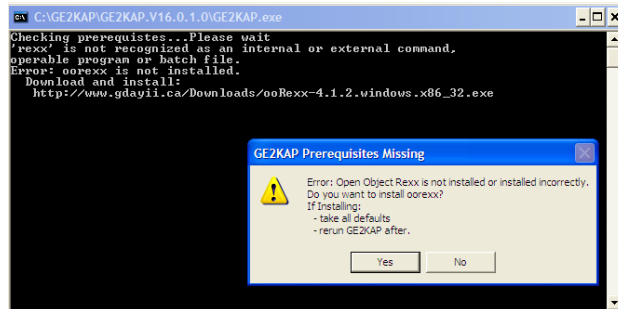 C:\GE2KAP\GE2KAP.V16.0.1.0\GE2KAP.exe
Checking prerequistes...Please wait
'rexx' is not recognized as an internal or external command,
operable program or batch file.
Error: oorexx is not installed.
Download and install:
http://www.gdayii.ca/Downloads/ooRexx-4.1.2.windows.x86_32.exe
GE2KAP Prerequisites Missing
Error: Open Object Rexx is not installed or installed incorrectly.
Do you want to install oorexx?
If Installing:
- take all defaults
- rerun GE2KAP after.
Yes No